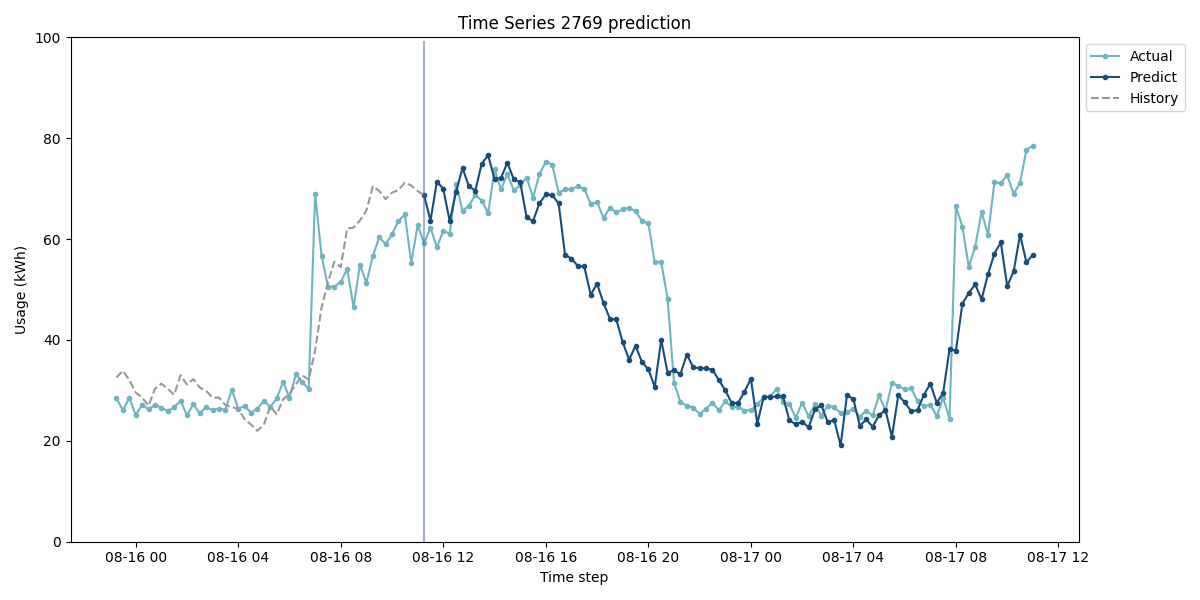 Time Series 2769 prediction
100
80
60
40
20
0
Usage (kWh)
08-16 00
08-16 04
08-16 08
08-16 12
08-16 16
08-16 20
08-17 00
08-17 04
08-17 08
08-17 12
Time step
Actual
Predict
History